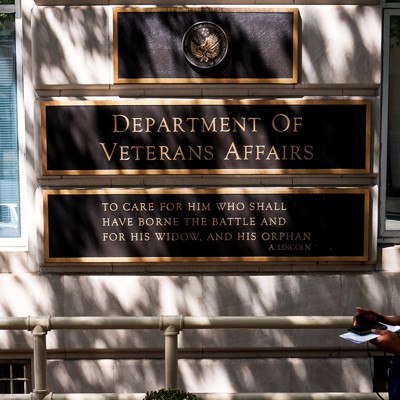 DEPARTMENT OF
VETERANS AFFAIRS
TO CARE FOR HIM WHO SHALL
HAVE BORNE THE BATTLE AND
FOR HIS WIDOW, AND HIS ORPHAN
A. LINCOLN